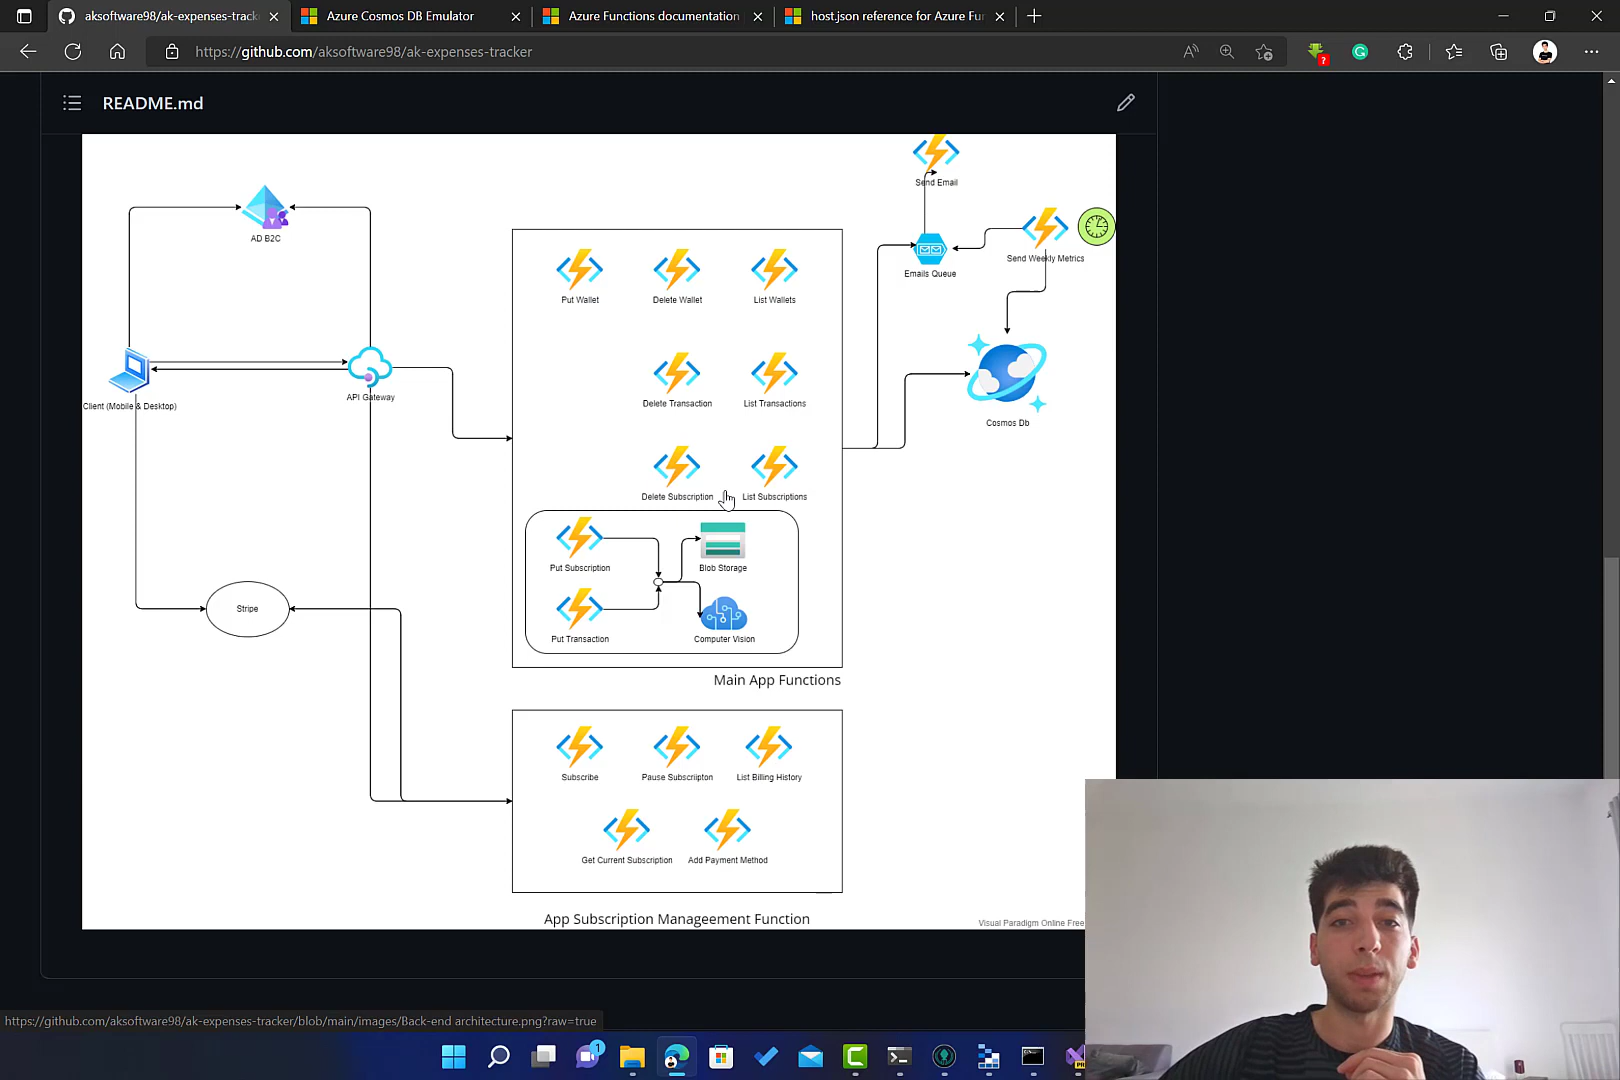 aksoftware98/ak-expenses-track
Azure Cosmos DB Emulator
Azure Functions documentation
host.json reference for Azure Fun
https://github.com/aksoftware98/ak-expenses-tracker
README.md
Send Email
AD B2C
Emails Queue
Send Weekly Metrics
Put Wallet
Delete Wallet
List Wallets
Client (Mobile & Desktop)
API Gateway
Delete Transaction
List Transactions
Cosmos Db
Delete Subscription
List Subscriptions
Put Subscription
Blob Storage
Stripe
Put Transaction
Computer Vision
Main App Functions
Subscribe
Pause Subscriipton
List Billing History
Get Current Subscription
Add Payment Method
App Subscription Manageement Function
Visual Paradigm Online Free
https://github.com/aksoftware98/ak-expenses-tracker/blob/main/images/Back-end architecture.png?raw=true
1